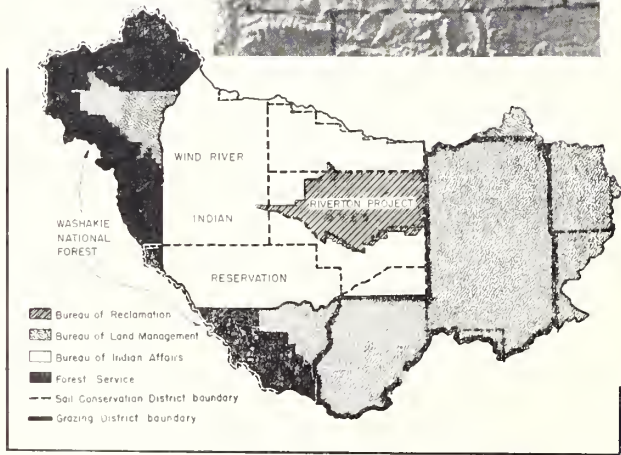 WIND RIVER
INDIAN
RESERVATION
RIVERTON PROJECT
WASHAKIE
NATIONAL
FOREST
Bureau of Reclamation
Bureau of Land Management
Bureau of Indian Affairs
Forest Service
Soil Conservation District boundary
Grazing District boundary